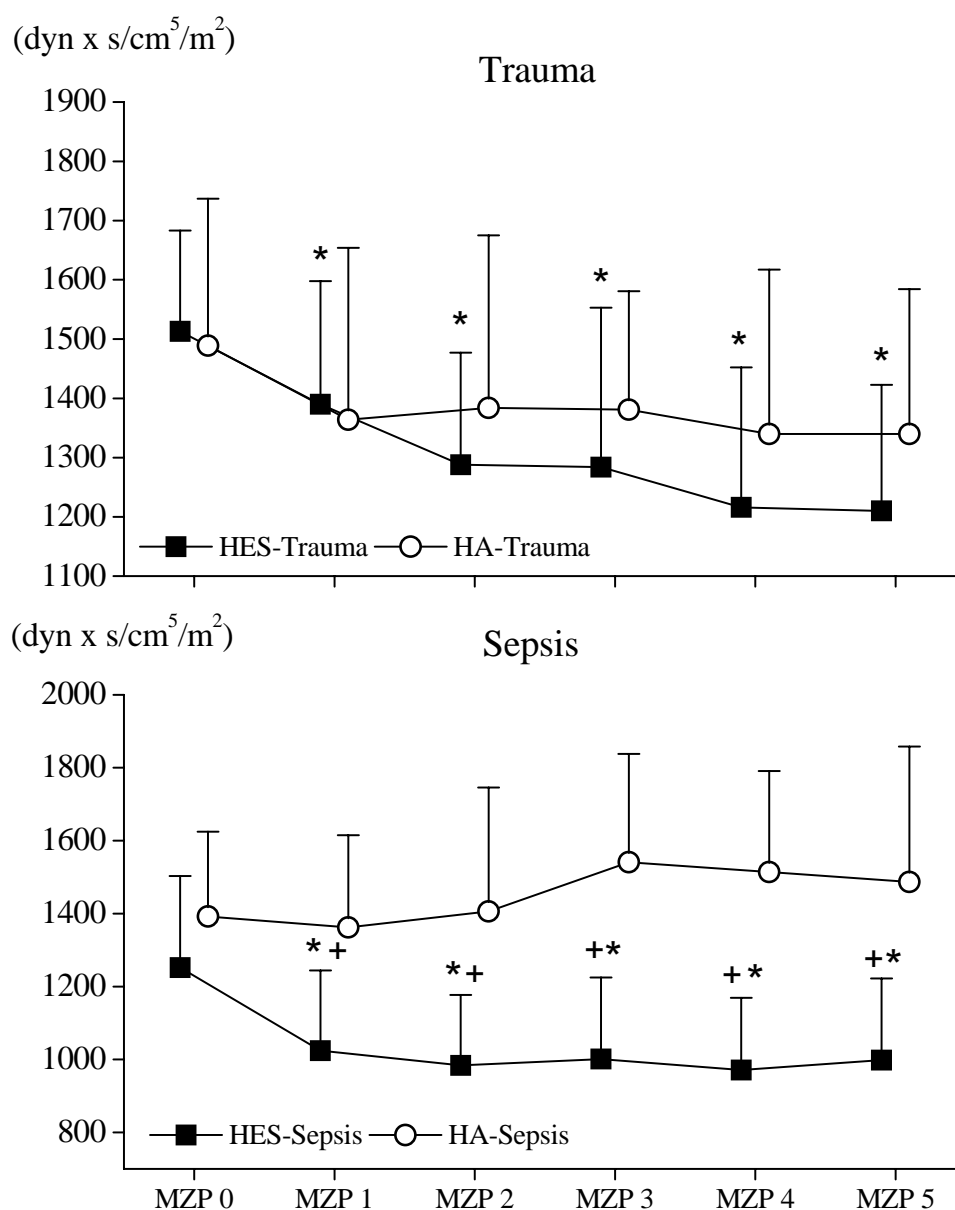 (dyn x s/cm⁵/m²)
Trauma
1900
1800
1700
1600
1500
1400
1300
1200
1100
* * * * *
HES-Trauma HA-Trauma
(dyn x s/cm⁵/m²)
Sepsis
2000
1800
1600
1400
1200
1000
800
*+ *+ +* +* +*
HES-Sepsis HA-Sepsis
MZP 0 MZP 1 MZP 2 MZP 3 MZP 4 MZP 5